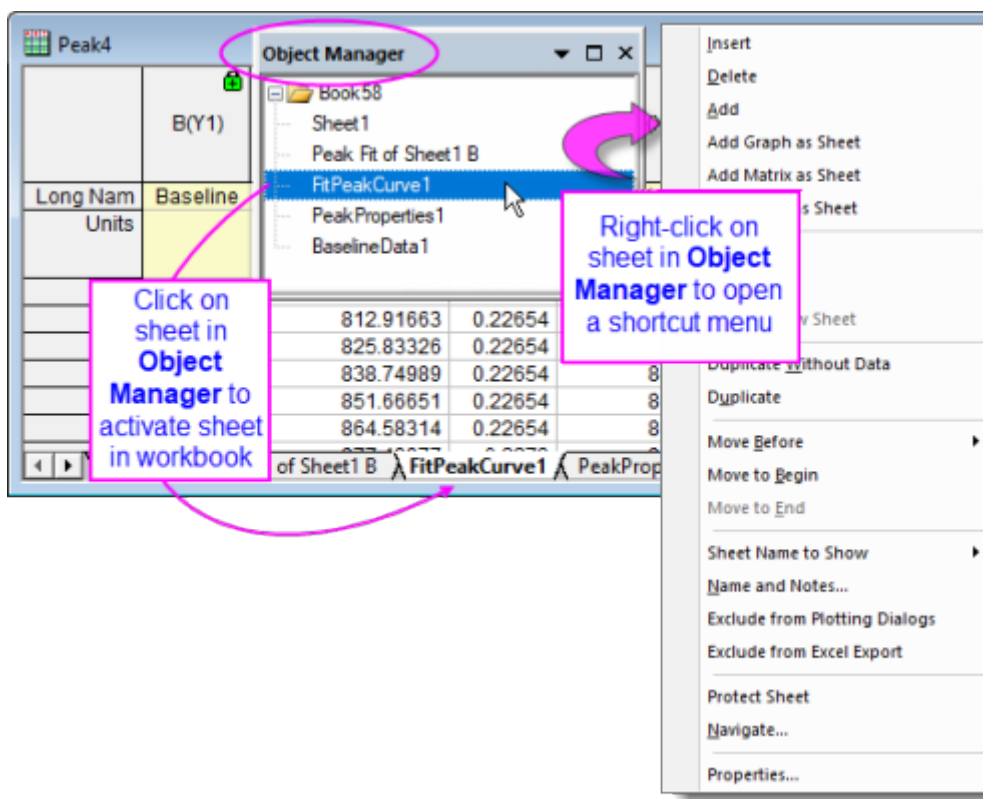 Peak4
B(Y1)
Long Nam Baseline
Units
Object Manager
Book58
Sheet1
Peak Fit of Sheet1 B
FitPeakCurve1
PeakProperties1
BaselineData1
Click on
sheet in
Object
Manager to
activate sheet
in workbook
Right-click on
sheet in Object
Manager to open
a shortcut menu
812.91663 0.22654
825.83326 0.22654
838.74989 0.22654 8
851.66651 0.22654 8
864.58314 0.22654 8
of Sheet1 B FitPeakCurve1 PeakProp
Insert
Delete
Add
Add Graph as Sheet
Add Matrix as Sheet
s Sheet
Sheet
Duplicate Without Data
Duplicate
Move Before
Move to Begin
Move to End
Sheet Name to Show
Name and Notes...
Exclude from Plotting Dialogs
Exclude from Excel Export
Protect Sheet
Navigate...
Properties...